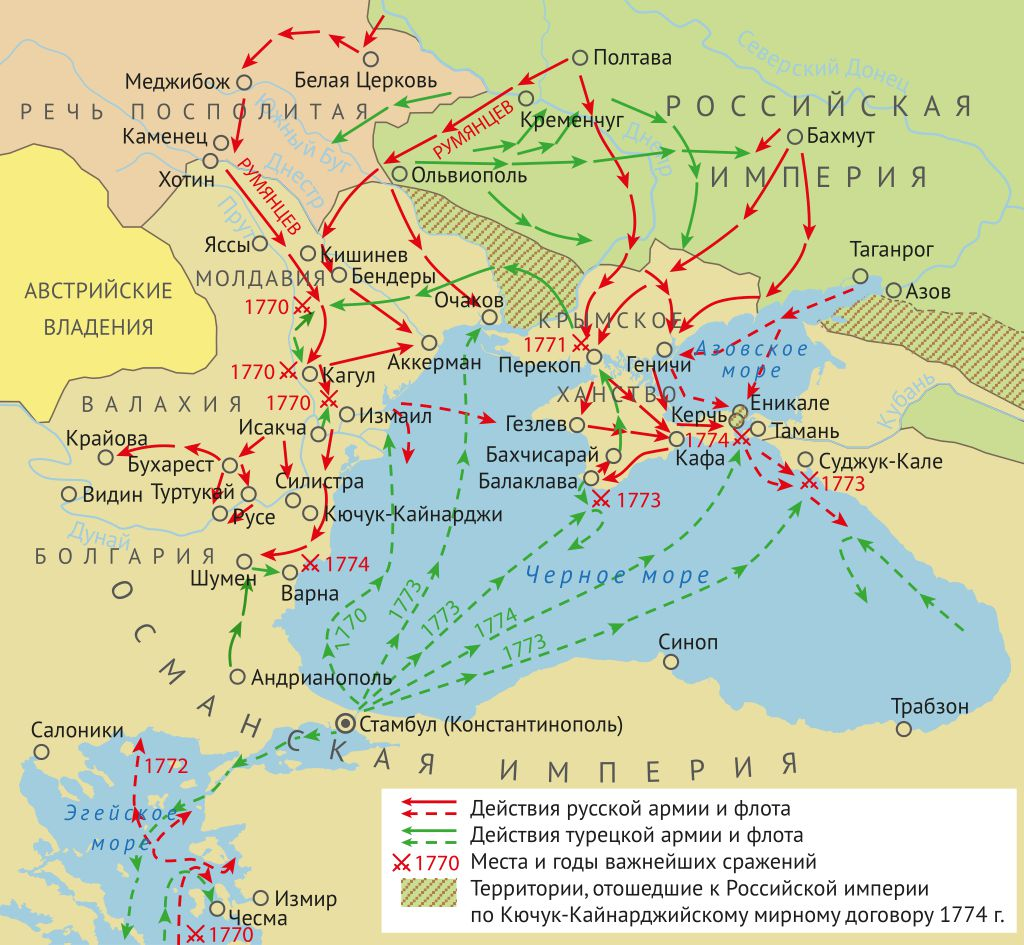 Полтава
Северский Донец
Белая Церковь
Меджибож
РЕЧЬ ПОСПОЛИТАЯ
Южный Буг
РУМЯНЦЕВ
Кременчуг
Днепр
РОССИЙСКАЯ
ИМПЕРИЯ
Бахмут
Каменец
Хотин
РУМЯНЦЕВ
Днестр
Прут
Ольвиополь
Яссы
Кишинев
Бендеры
МОЛДАВИЯ
Таганрог
Азов
АВСТРИЙСКИЕ
ВЛАДЕНИЯ
1770
Очаков
КРЫМСКОЕ
ХАНСТВО
1771
Перекоп
Геничи
Азовское
море
Аккерман
1770
Кагул
ВАЛАХИЯ
1770
Измаил
Исакча
Гезлев
Керчь
Еникале
Тамань
Кубань
1774
Крайова
Бухарест
Бахчисарай
Кафа
Балаклава
Суджук-Кале
1773
1773
Видин
Туртукай
Силистра
Русе
Кючук-Кайнарджи
Дунай
БОЛГАРИЯ
Шумен
1774
Варна
Черное море
1770
1773
1773
1774
1773
Синоп
Андрианополь
ОСМАНСКАЯ ИМПЕРИЯ
Трабзон
Стамбул (Константинополь)
Салоники
1772
Эгейское
море
Измир
Чесма
1770
Действия русской армии и флота
Действия турецкой армии и флота
1770 Места и годы важнейших сражений
Территории, отошедшие к Российской империи
по Кючук-Кайнарджийскому мирному договору 1774 г.